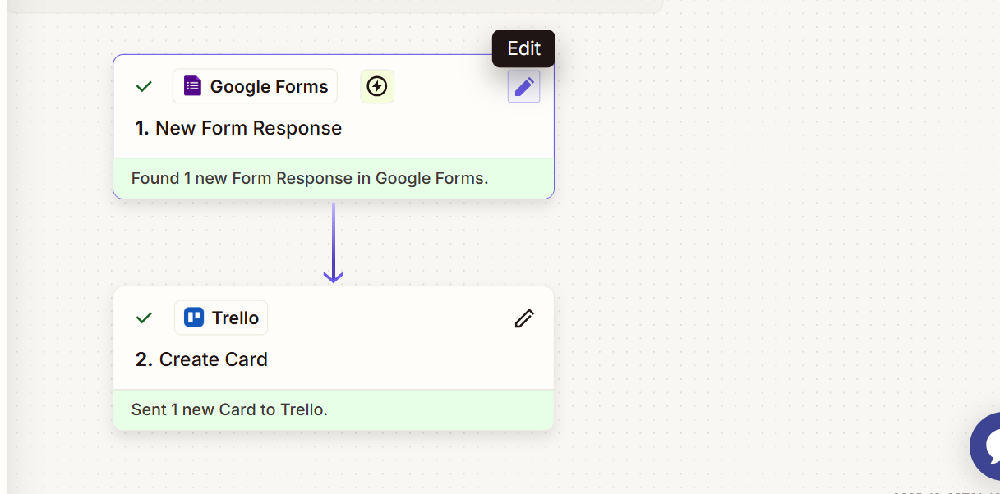 Edit
Google Forms
1. New Form Response
Found 1 new Form Response in Google Forms.
Trello
2. Create Card
Sent 1 new Card to Trello.